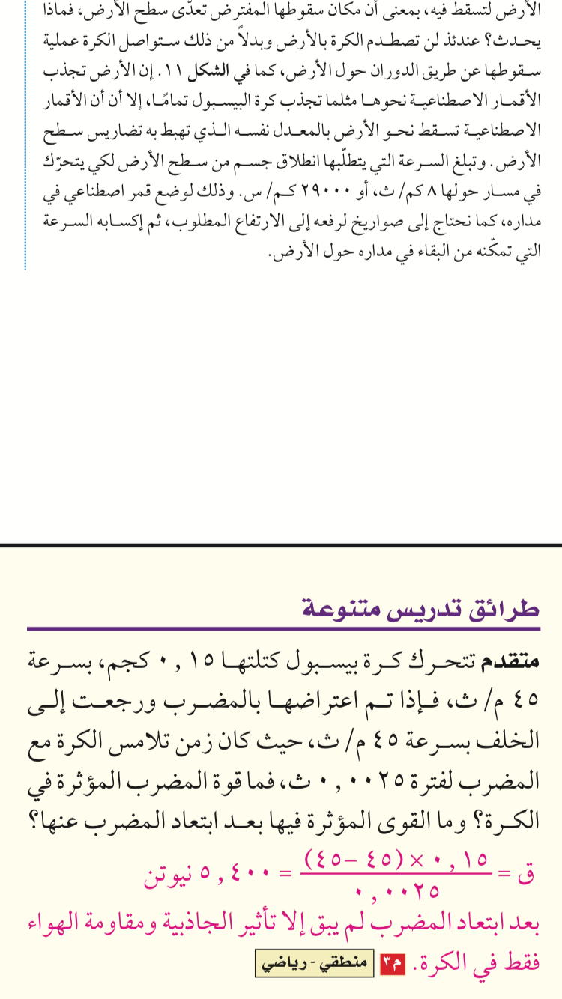 الأرض لتسقط فيه، بمعنى أن مكان سقوطها المفترض تعدّى سطح الأرض، فماذا
يحدث؟ عندئذ لن تصطدم الكرة بالأرض وبدلاً من ذلك ستواصل الكرة عملية
سقوطها عن طريق الدوران حول الأرض، كما في الشكل ١١. إن الأرض تجذب
الأقمار الاصطناعية نحوها مثلما تجذب كرة البيسبول تمامًا، إلا أن أن الأقمار
الاصطناعية تسقط نحو الأرض بالمعدل نفسه الذي تهبط به تضاريس سطح
الأرض. وتبلغ السرعة التي يتطلّبها انطلاق جسم من سطح الأرض لكي يتحرّك
في مسار حولها ٨ كم/ ث، أو ٢٩٠٠٠ كم/ س. وذلك لوضع قمر اصطناعي في
مداره، كما نحتاج إلى صواريخ لرفعه إلى الارتفاع المطلوب، ثم إكسابه السرعة
التي تمكّنه من البقاء في مداره حول الأرض.
طرائق تدريس متنوعة
متقدم تتحرك كرة بيسبول كتلتها ٠,١٥ كجم، بسرعة
٤٥ م/ ث، فإذا تم اعتراضها بالمضرب ورجعت إلى
الخلف بسرعة ٤٥ م/ ث، حيث كان زمن تلامس الكرة مع
المضرب لفترة ٠,٠٠٢٥ ث، فما قوة المضرب المؤثرة في
الكرة؟ وما القوى المؤثرة فيها بعد ابتعاد المضرب عنها؟
ق = ٠,١٥ × (٤٥ -٤٥) / ٠,٠٠٢٥ = ٥,٤٠٠ نيوتن
بعد ابتعاد المضرب لم يبق إلا تأثير الجاذبية ومقاومة الهواء
فقط في الكرة. م٣ منطقي - رياضي